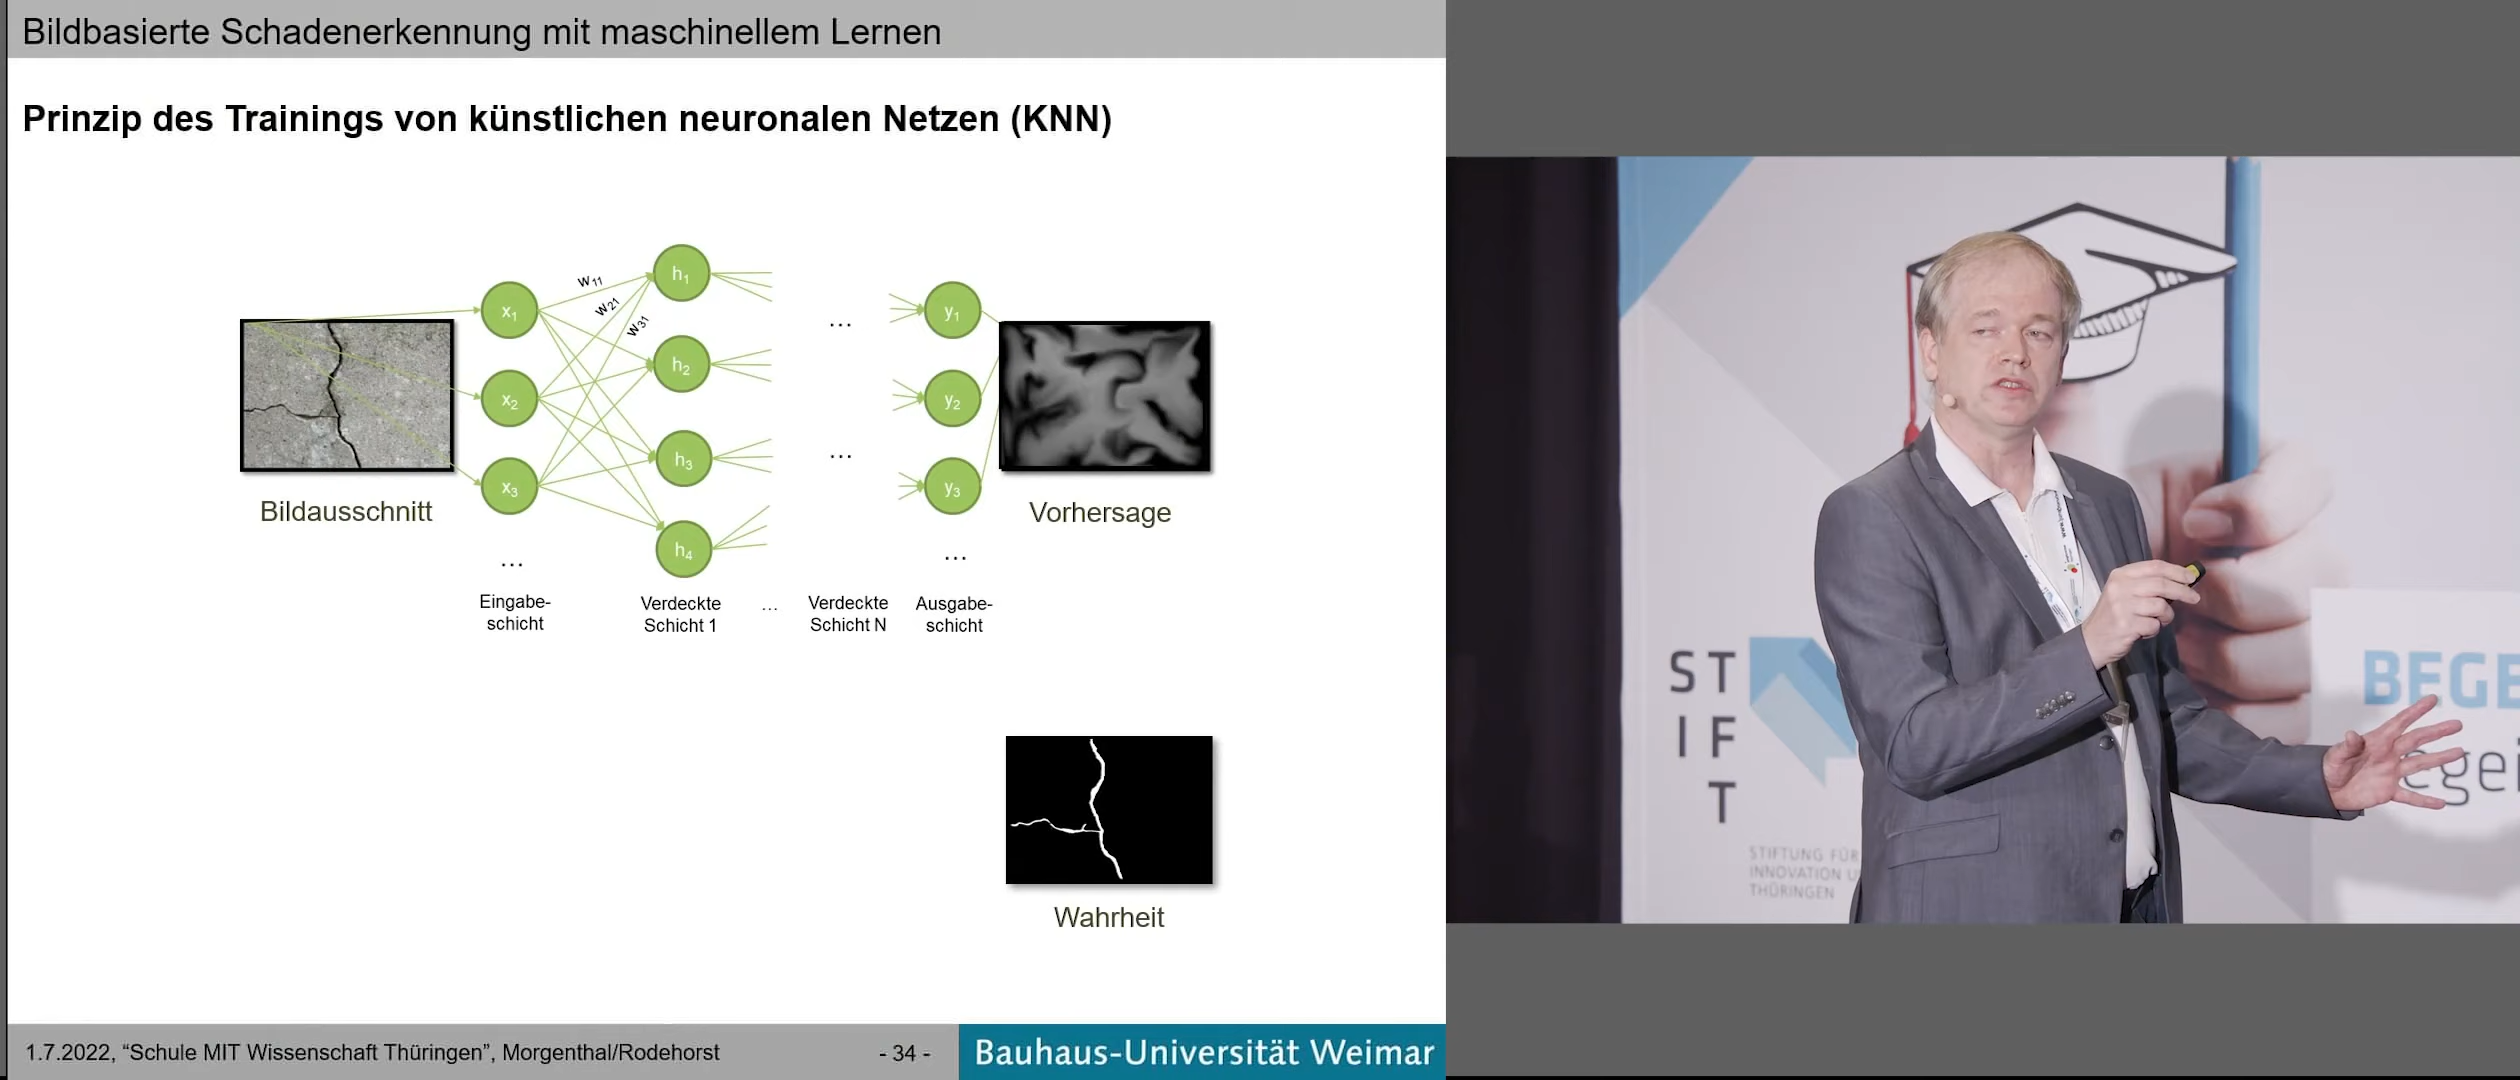 Bildbasierte Schadenerkennung mit maschinellem Lernen
Prinzip des Trainings von künstlichen neuronalen Netzen (KNN)
w11
w21
w31
x1
x2
x3
...
h1
h2
h3
h4
...
...
y1
y2
y3
...
Bildausschnitt
Vorhersage
Eingabe-
schicht
Verdeckte
Schicht 1
...
Verdeckte
Schicht N
Ausgabe-
schicht
Wahrheit
1.7.2022, “Schule MIT Wissenschaft Thüringen”, Morgenthal/Rodehorst
- 34 -
Bauhaus-Universität Weimar
ST
IF
T
STIFTUNG FÜR
INNOVATION U
THÜRINGEN
BEGE
egei